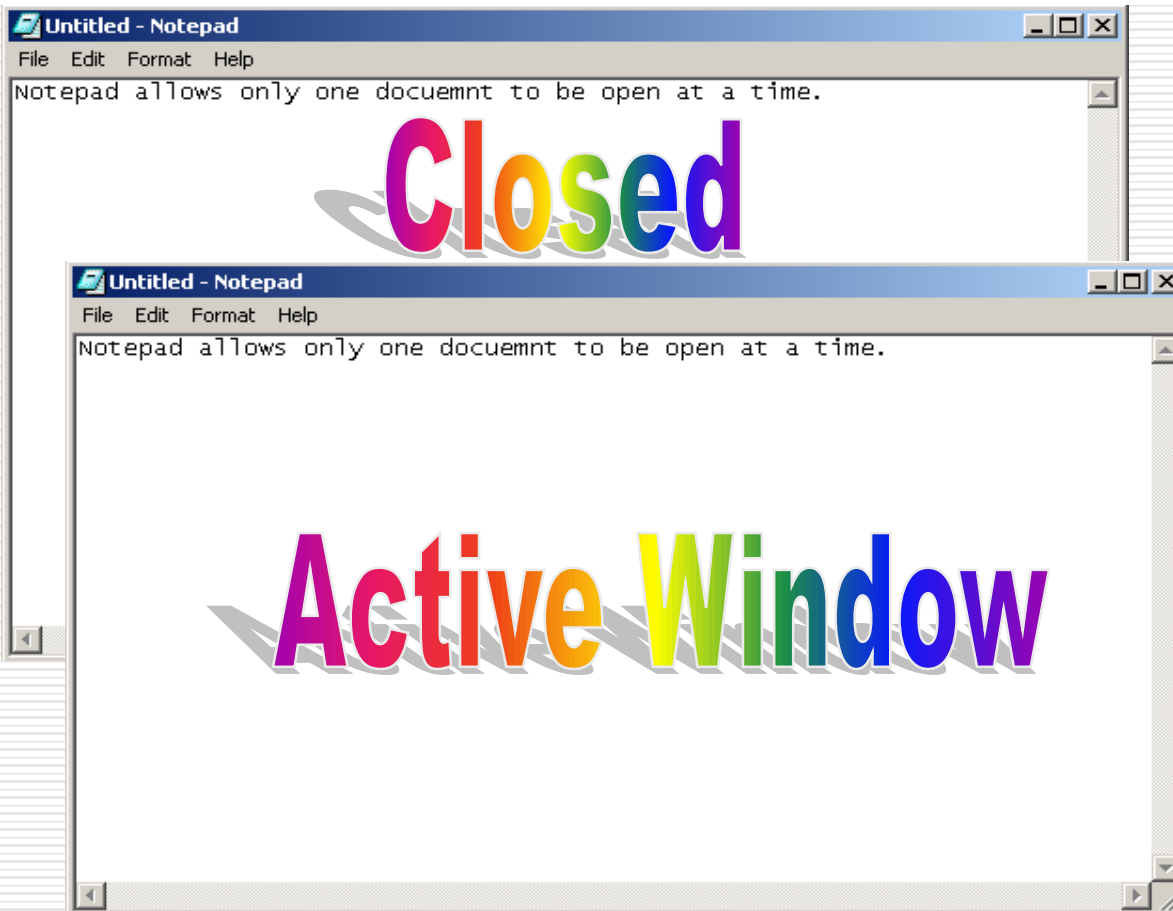 Untitled - Notepad
File Edit Format Help
Notepad allows only one docuemnt to be open at a time.
Closed
Untitled - Notepad
File Edit Format Help
Notepad allows only one docuemnt to be open at a time.
Active Window